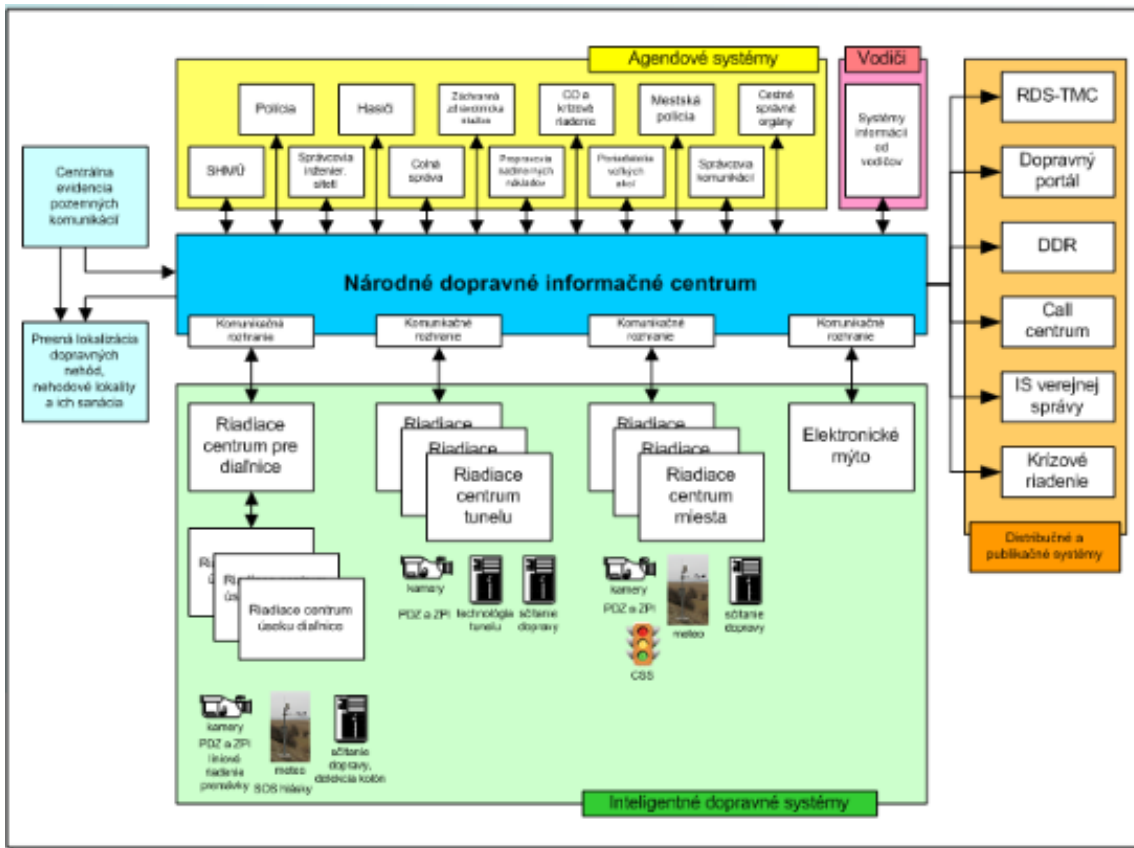 Agendové systémy
Vodiči
Polícia
Hasiči
Záchranná
zdravotnícka
služba
CO a
krízové
riadenie
Mestská
polícia
Cestné
správne
orgány
SHMÚ
Správcovia
inžinier.
sietí
Colná
správa
Prepravcovia
nadmerných
nákladov
Poriadatelia
veľkých
akcií
Správcovia
komunikácií
Systémy
informácií
od
vodičov
Centrálna
evidencia
pozemných
komunikácií
Národné dopravné informačné centrum
Presná lokalizácia
dopravných
nehôd,
nehodové lokality
a ich sanácia
Komunikačné
rozhranie
Komunikačné
rozhranie
Komunikačné
rozhranie
Komunikačné
rozhranie
Riadiace
centrum pre
diaľnice
Riadiace
Riadiace
Riadiace
centrum
tunelu
Riadiace
Riadiace
Riadiace
centrum
miesta
Elektronické
mýto
Riadiace centrum
úseku diaľnice
kamery
PDZ a ZPI
technológia
tunelu
sčítanie
dopravy
kamery
PDZ a ZPI
CSS
meteo
sčítanie
dopravy
kamery
PDZ a ZPI
líniové
riadenie
premávky
meteo
SOS hlásky
sčítanie
dopravy,
detekcia kolón
Inteligentné dopravné systémy
RDS-TMC
Dopravný
portál
DDR
Call
centrum
IS verejnej
správy
Krízové
riadenie
Distribučné a
publikačné systémy